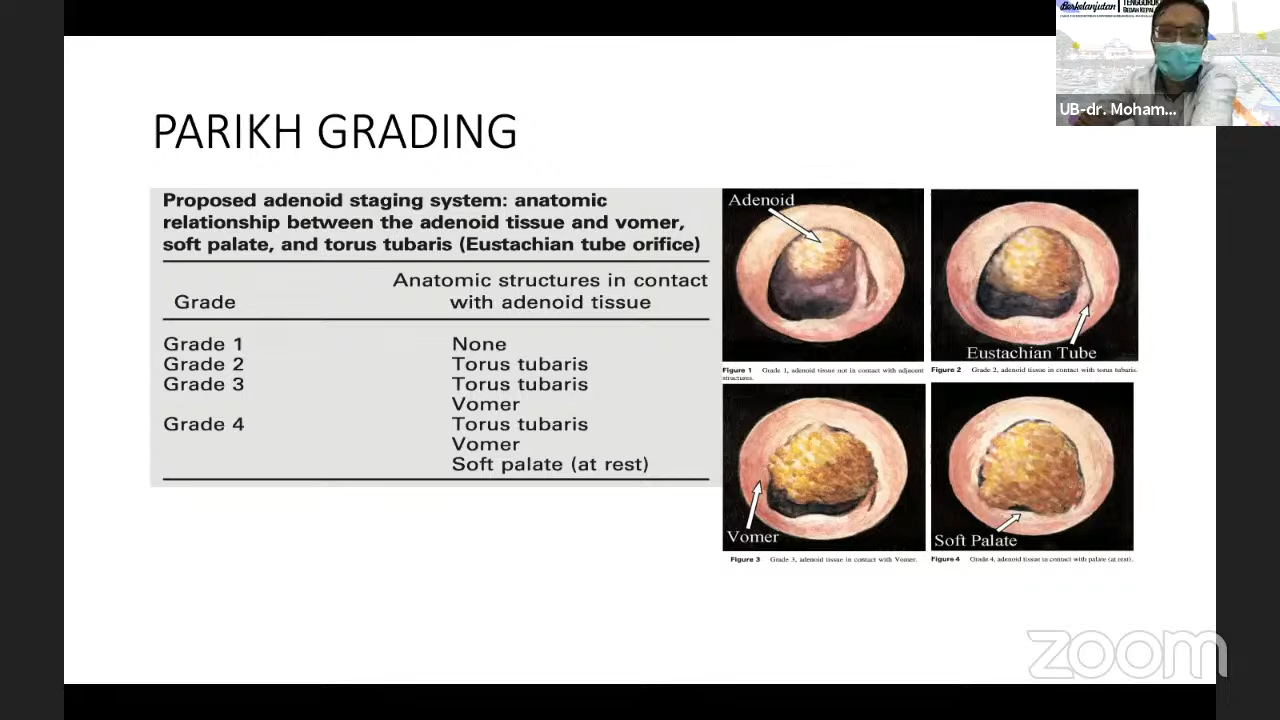 Berkelanjutan
TENGGOROK
BEDAH KEPAL
UB-dr. Moham...
PARIKH GRADING
Proposed adenoid staging system: anatomic
relationship between the adenoid tissue and vomer,
soft palate, and torus tubaris (Eustachian tube orifice)
Anatomic structures in contact
Grade with adenoid tissue
Grade 1 None
Grade 2 Torus tubaris
Grade 3 Torus tubaris
Vomer
Grade 4 Torus tubaris
Vomer
Soft palate (at rest)
Adenoid
Figure 1 Grade 1, adenoid tissue not in contact with adjacent
structures.
Eustachian Tube
Figure 2 Grade 2, adenoid tissue in contact with torus tubaris.
Vomer
Figure 3 Grade 3, adenoid tissue in contact with Vomer.
Soft Palate
Figure 4 Grade 4, adenoid tissue in contact with palate (at rest).
zoom